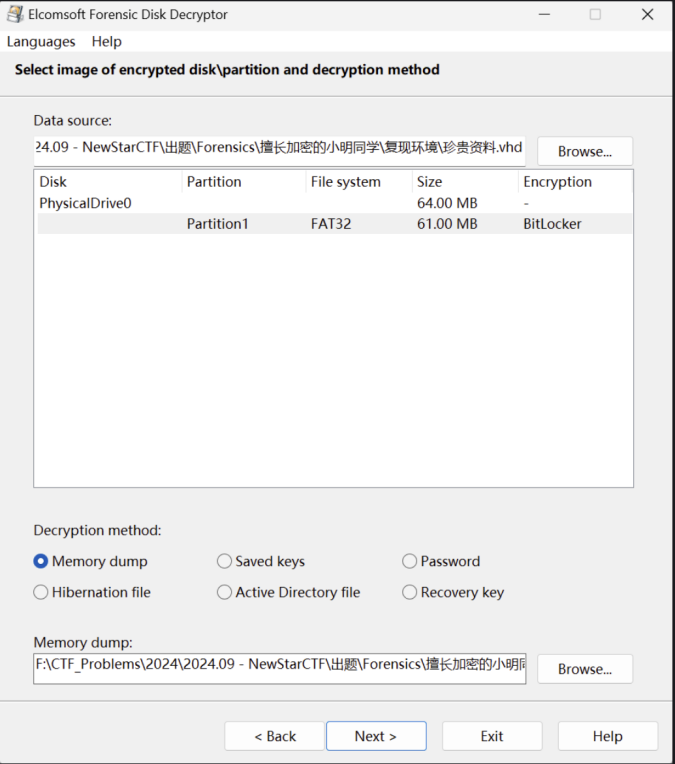 Elcomsoft Forensic Disk Decryptor
Languages Help
Select image of encrypted disk\partition and decryption method
Data source:
24.09 - NewStarCTF\出题\Forensics\擅长加密的小明同学\复现环境\珍贵资料.vhd
Browse...
Disk Partition File system Size Encryption
PhysicalDrive0 64.00 MB -
Partition1 FAT32 61.00 MB BitLocker
Decryption method:
Memory dump Saved keys Password
Hibernation file Active Directory file Recovery key
Memory dump:
F:\CTF_Problems\2024\2024.09 - NewStarCTF\出题\Forensics\擅长加密的小明同
Browse...
< Back Next > Exit Help